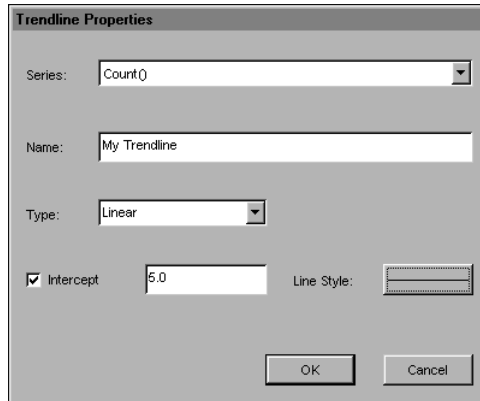 Trendline Properties
Series: Count()
Name: My Trendline
Type: Linear
Intercept 5.0 Line Style:
OK Cancel